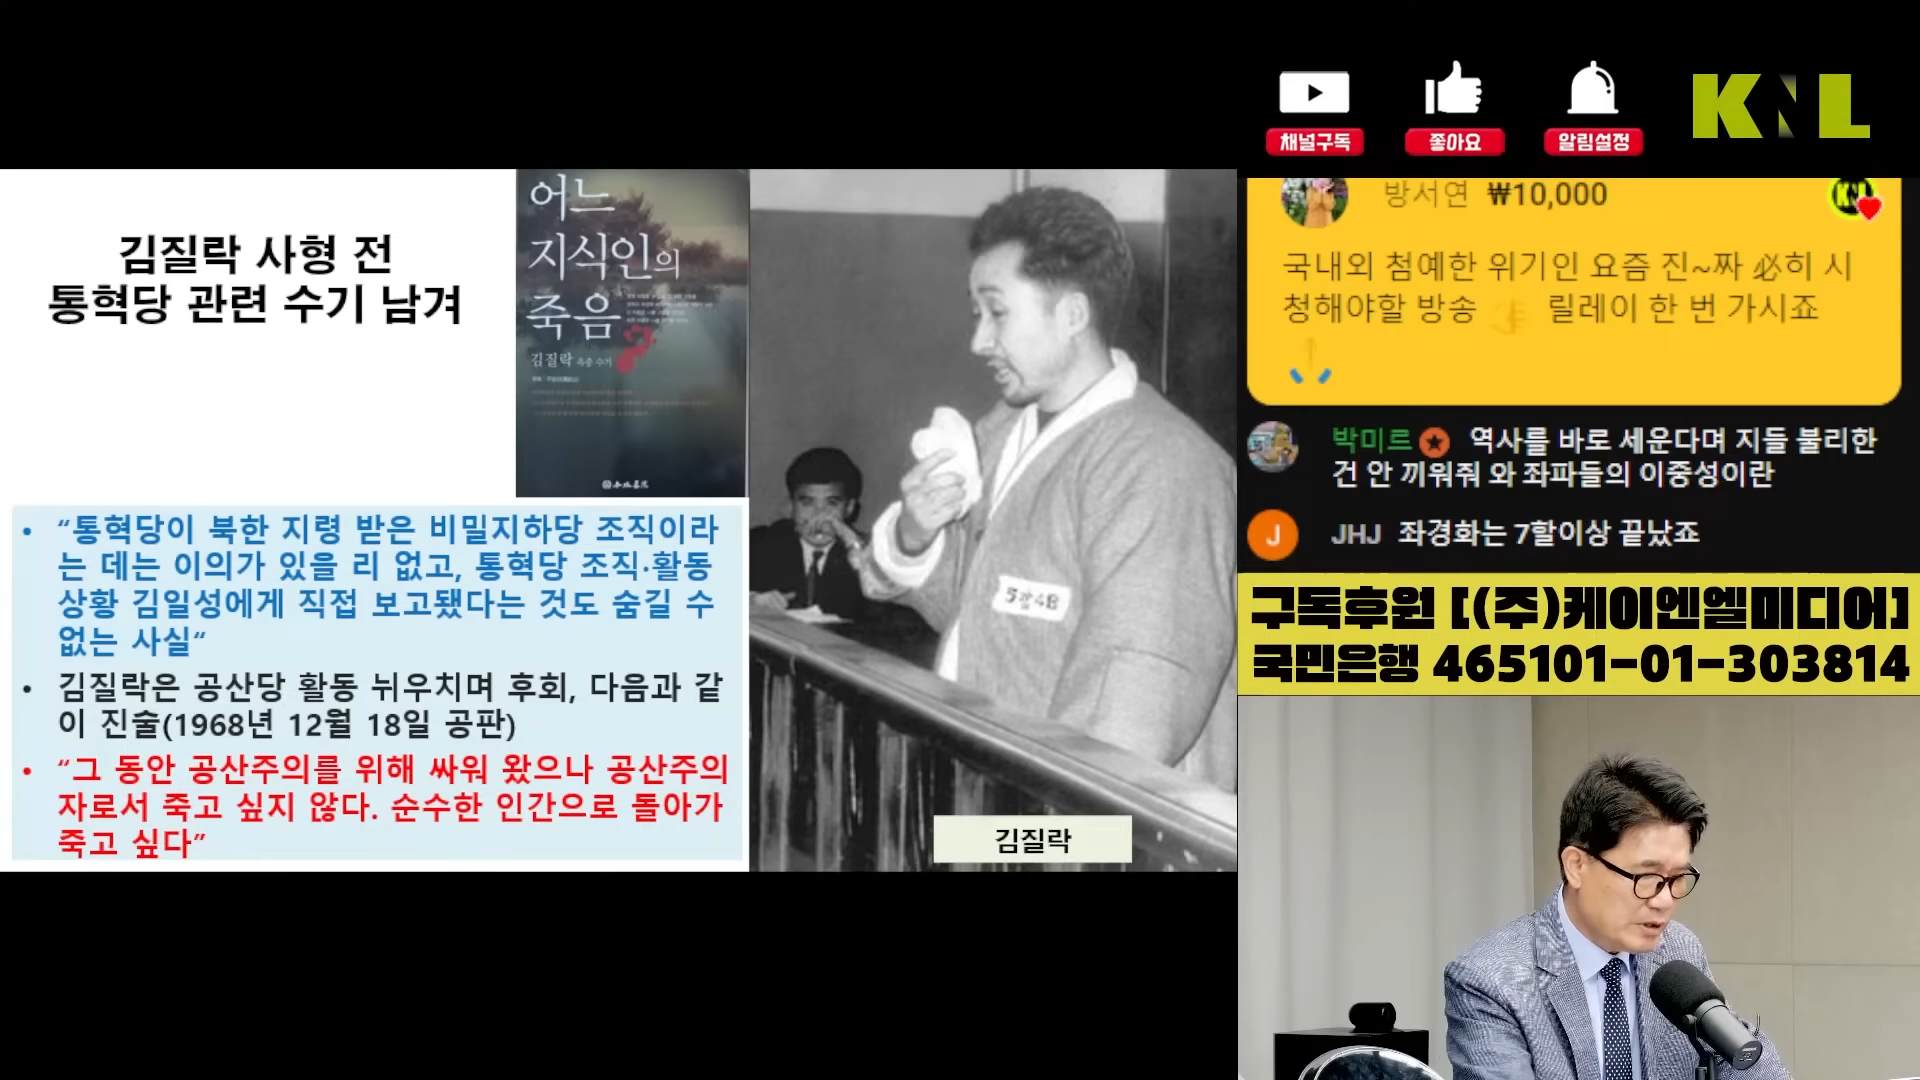 채널구독
좋아요
알림설정
KNL
김질락 사형 전
통혁당 관련 수기 남겨
어느
지식인의
죽음
김질락 옥중 수기
“통혁당이 북한 지령 받은 비밀지하당 조직이라
는 데는 이의가 있을 리 없고, 통혁당 조직·활동
상황 김일성에게 직접 보고됐다는 것도 숨길 수
없는 사실“
• 김질락은 공산당 활동 뉘우치며 후회, 다음과 같
이 진술(1968년 12월 18일 공판)
• “그 동안 공산주의를 위해 싸워 왔으나 공산주의
자로서 죽고 싶지 않다. 순수한 인간으로 돌아가
죽고 싶다”
김질락
방서연 ₩10,000
국내외 첨예한 위기인 요즘 진~짜 必히 시
청해야할 방송 릴레이 한 번 가시죠
박미르 역사를 바로 세운다며 지들 불리한
건 안 끼워줘 와 좌파들의 이중성이란
J JHJ 좌경화는 7할이상 끝났죠
구독후원 [(주)케이엔엘미디어]
국민은행 465101-01-303814